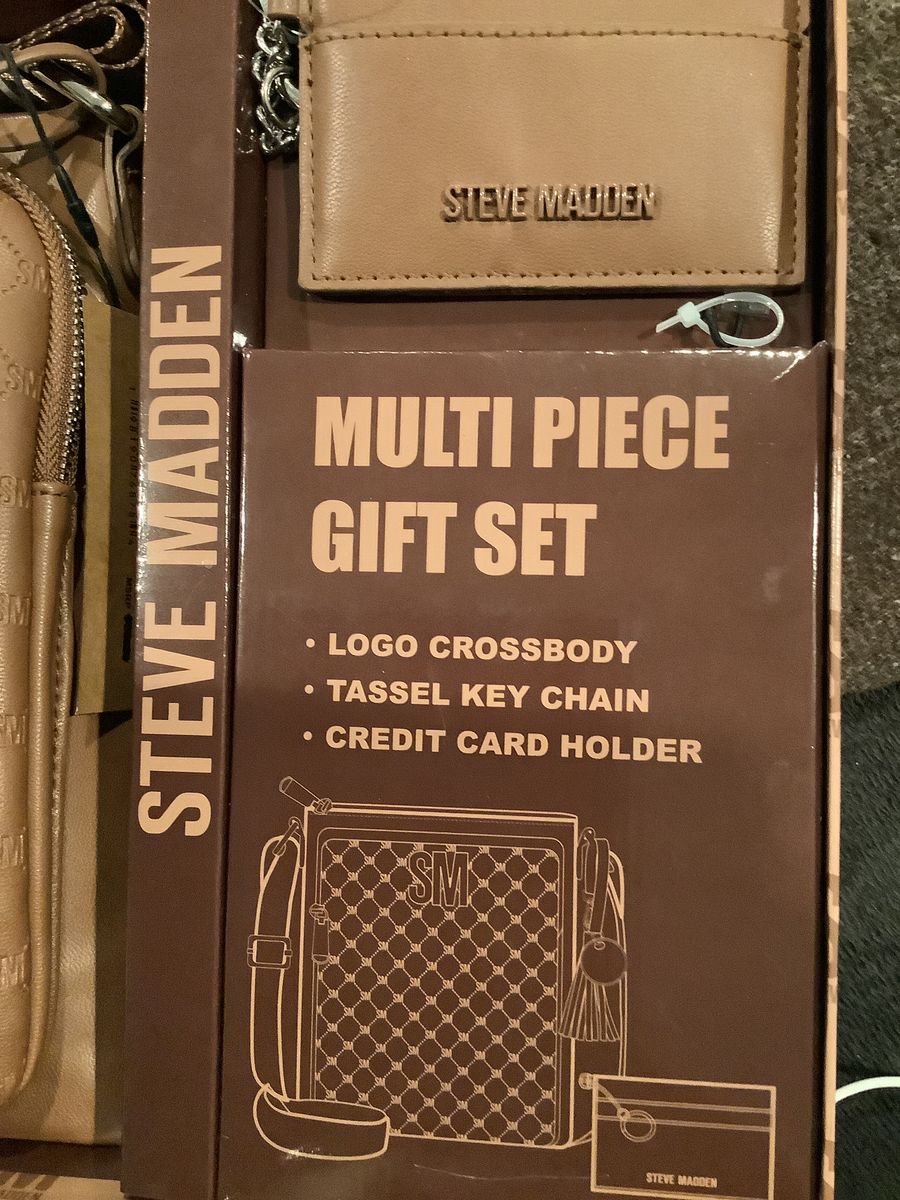 STEVE MADDEN
STEVE MADDEN
MULTI PIECE
GIFT SET
• LOGO CROSSBODY
• TASSEL KEY CHAIN
• CREDIT CARD HOLDER
SM
STEVE MADDEN